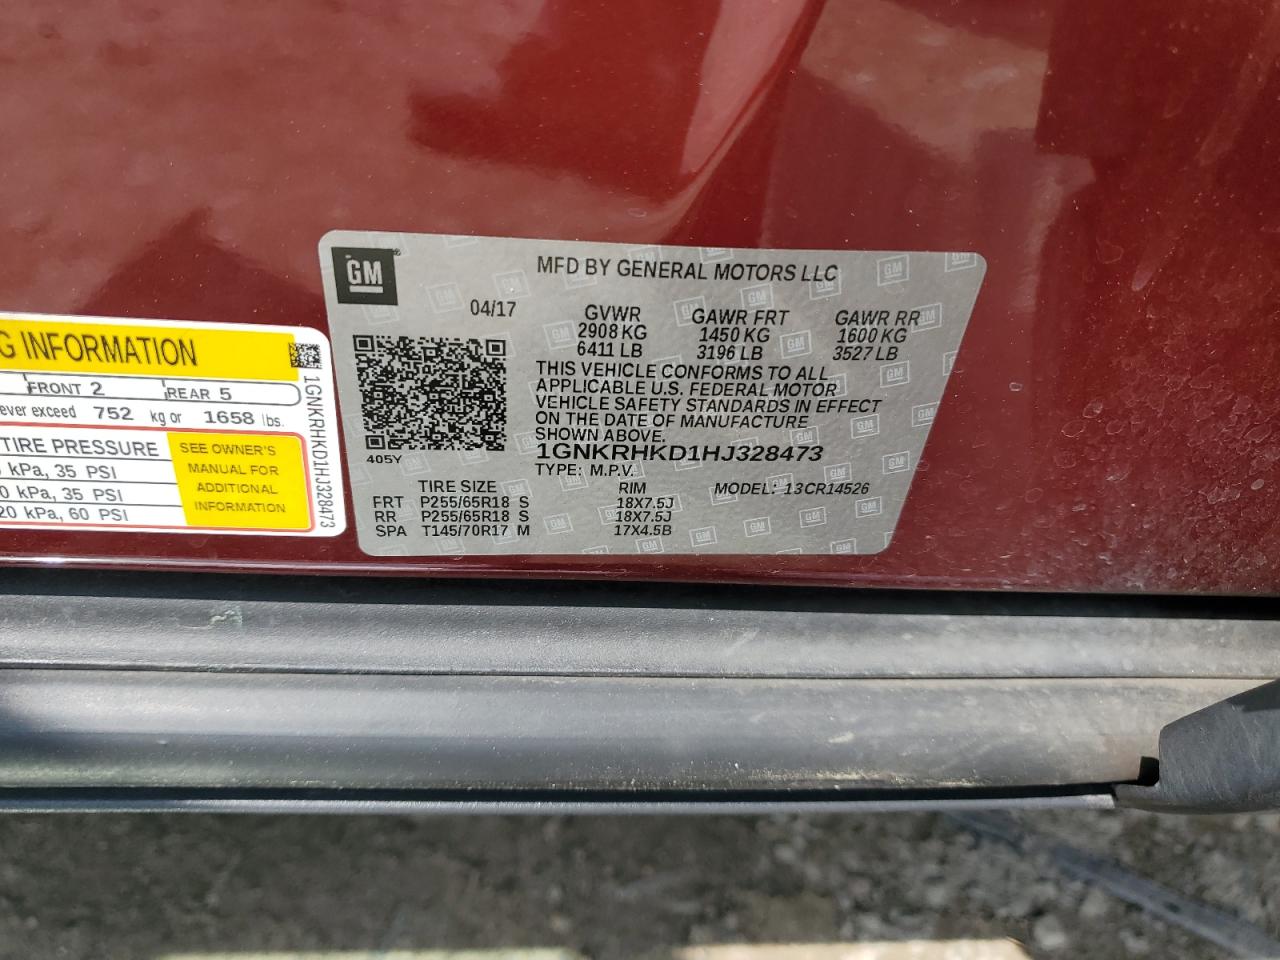 G INFORMATION
FRONT 2 REAR 5
ever exceed 752 kg or 1658 lbs.
TIRE PRESSURE
kPa, 35 PSI
0 kPa, 35 PSI
20 kPa, 60 PSI
SEE OWNER'S
MANUAL FOR
ADDITIONAL
INFORMATION
1GNKRHKD1HJ328473
GM
MFD BY GENERAL MOTORS LLC
04/17
GVWR GAWR FRT GAWR RR
2908 KG 1450 KG 1600 KG
6411 LB 3196 LB 3527 LB
THIS VEHICLE CONFORMS TO ALL
APPLICABLE U.S. FEDERAL MOTOR
VEHICLE SAFETY STANDARDS IN EFFECT
ON THE DATE OF MANUFACTURE
SHOWN ABOVE.
1GNKRHKD1HJ328473
405Y
TYPE: M.P.V.
TIRE SIZE RIM MODEL: 13CR14526
FRT P255/65R18 S 18X7.5J
RR P255/65R18 S 18X7.5J
SPA T145/70R17 M 17X4.5B